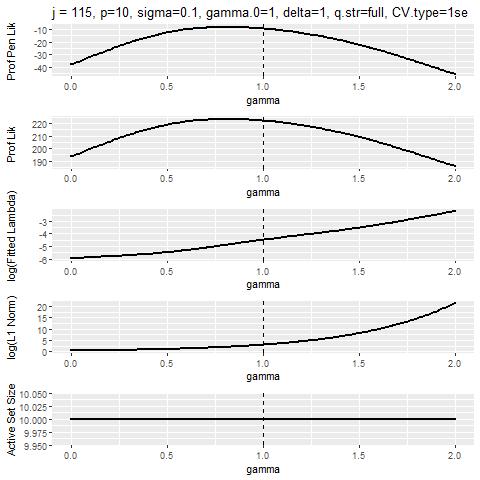 j = 115, p=10, sigma=0.1, gamma.0=1, delta=1, q.str=full, CV.type=1se
Prof Pen Lik
-10
-20
-30
-40
0.0 0.5 1.0 1.5 2.0
gamma
Prof Lik
220
210
200
190
0.0 0.5 1.0 1.5 2.0
gamma
log(Fitted Lambda)
-3
-4
-5
-6
0.0 0.5 1.0 1.5 2.0
gamma
log(L1 Norm)
20
15
10
5
0
0.0 0.5 1.0 1.5 2.0
gamma
Active Set Size
10.050
10.025
10.000
9.975
9.950
0.0 0.5 1.0 1.5 2.0
gamma